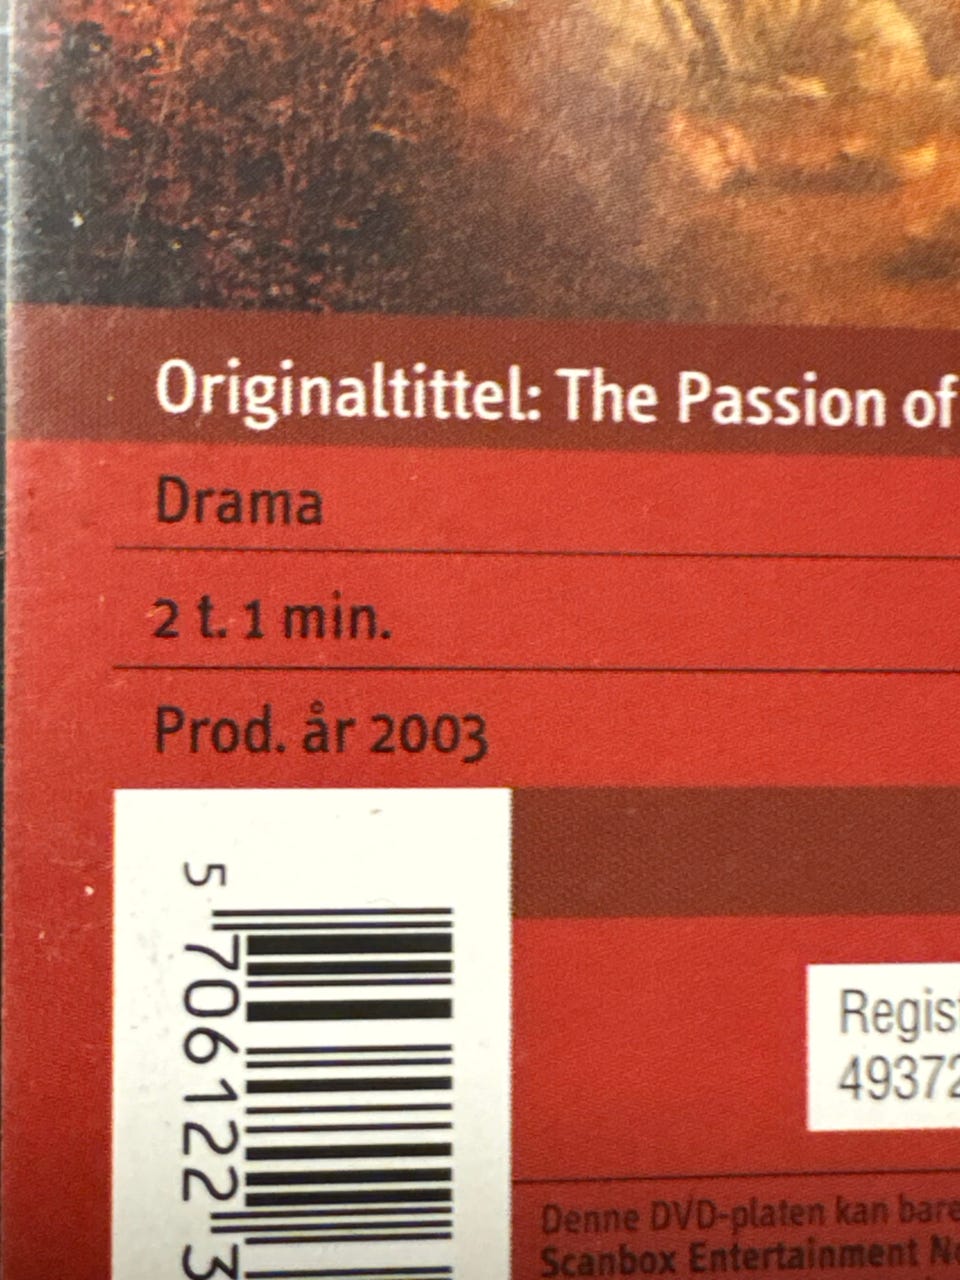 Originaltittel: The Passion of
Drama
2 t. 1 min.
Prod. år 2003
5 706122 3
Regist
49372
Denne DVD-platen kan bare
Scanbox Entertainment No